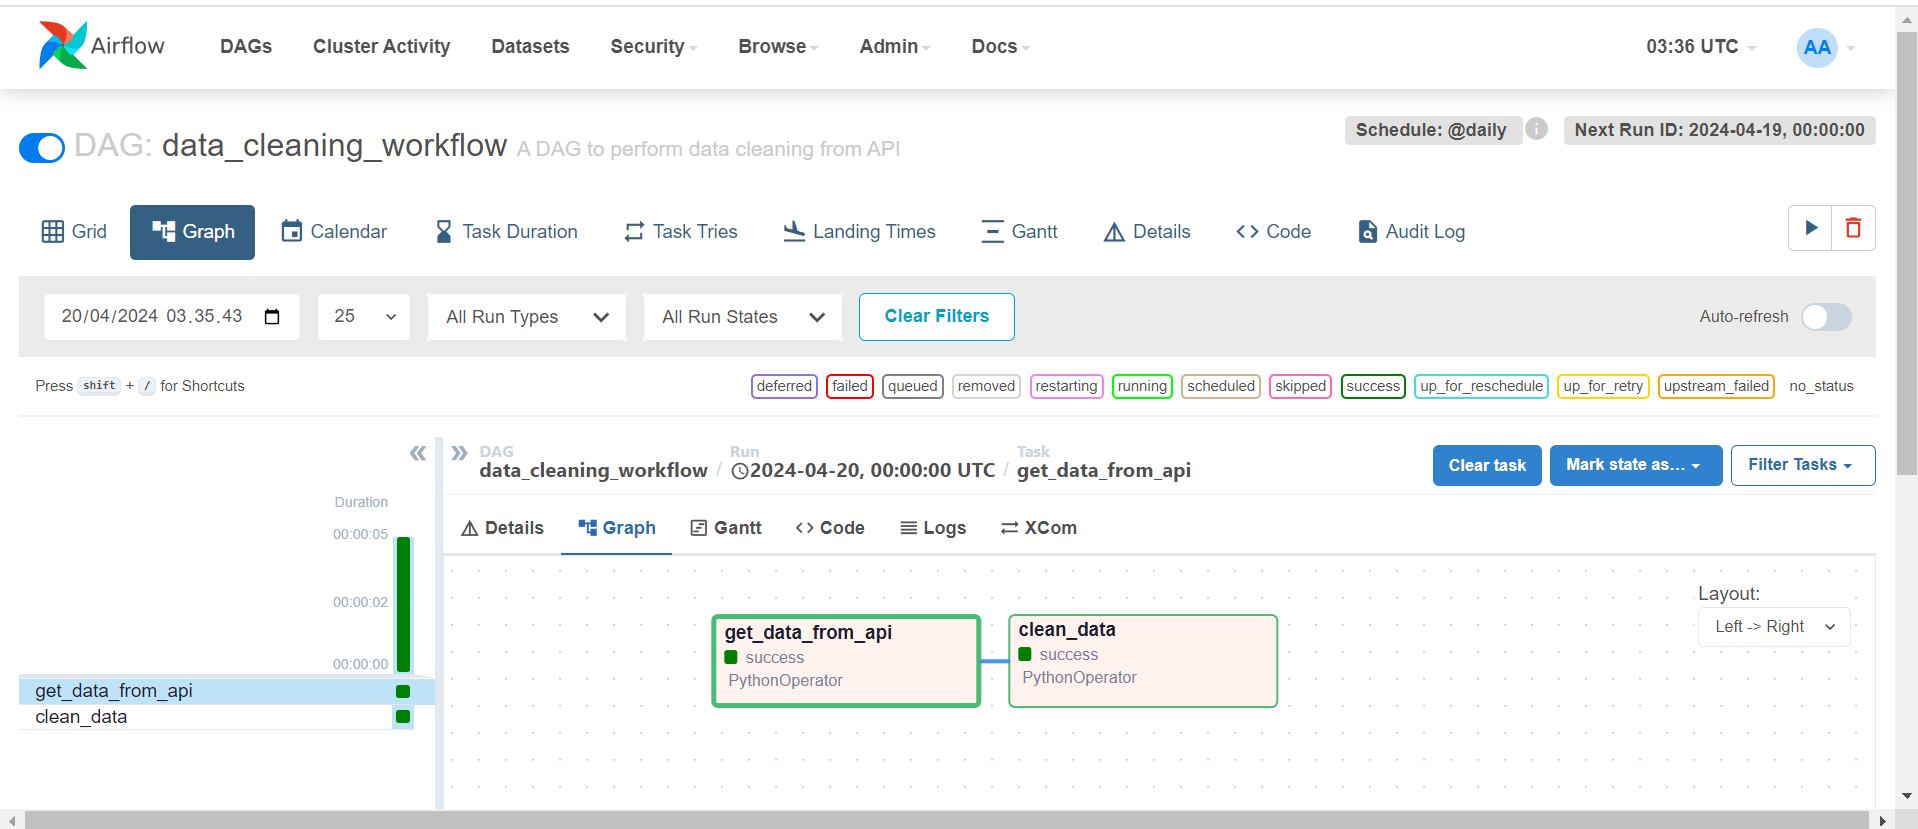 Airflow DAGs Cluster Activity Datasets Security Browse Admin Docs 03:36 UTC AA
DAG: data_cleaning_workflow A DAG to perform data cleaning from API Schedule: @daily i Next Run ID: 2024-04-19, 00:00:00
Grid Graph Calendar Task Duration Task Tries Landing Times Gantt Details Code Audit Log
20/04/2024 03.35.43 25 All Run Types All Run States Clear Filters Auto-refresh
Press shift + / for Shortcuts deferred failed queued removed restarting running scheduled skipped success up_for_reschedule up_for_retry upstream_failed no_status
DAG Run Task
data_cleaning_workflow / 2024-04-20, 00:00:00 UTC / get_data_from_api Clear task Mark state as... Filter Tasks
Duration
00:00:05
00:00:02
00:00:00
get_data_from_api
clean_data
Details Graph Gantt Code Logs XCom
Layout:
Left -> Right
get_data_from_api
success
PythonOperator
clean_data
success
PythonOperator